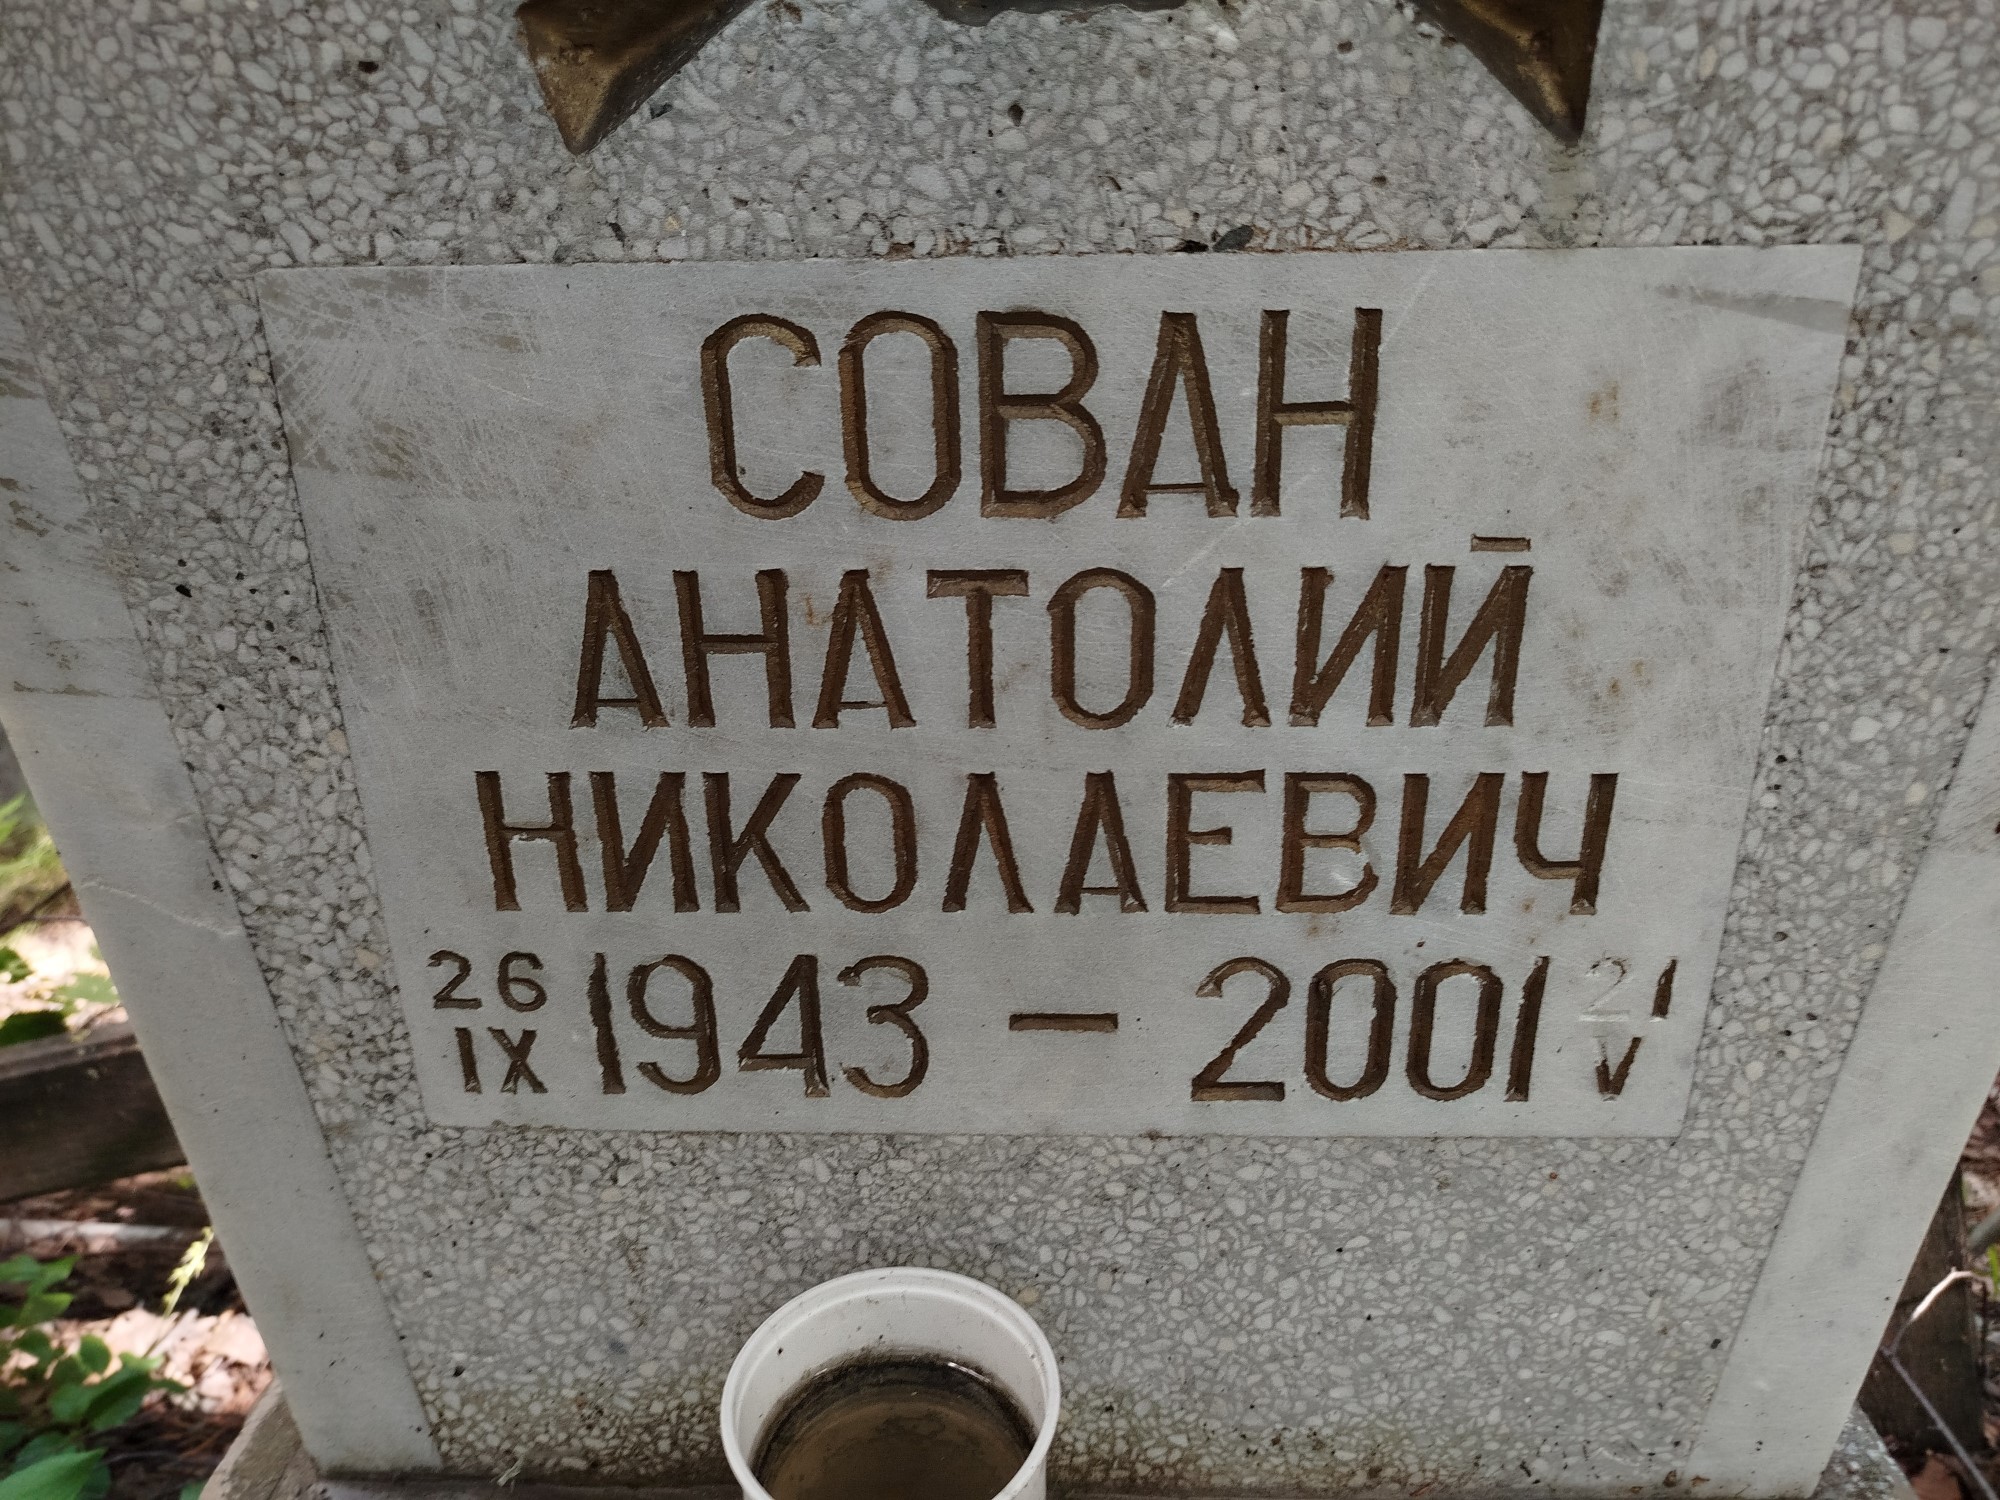 СОВАН
АНАТОЛИЙ
НИКОЛАЕВИЧ
26 IX 1943 — 2001 21 V